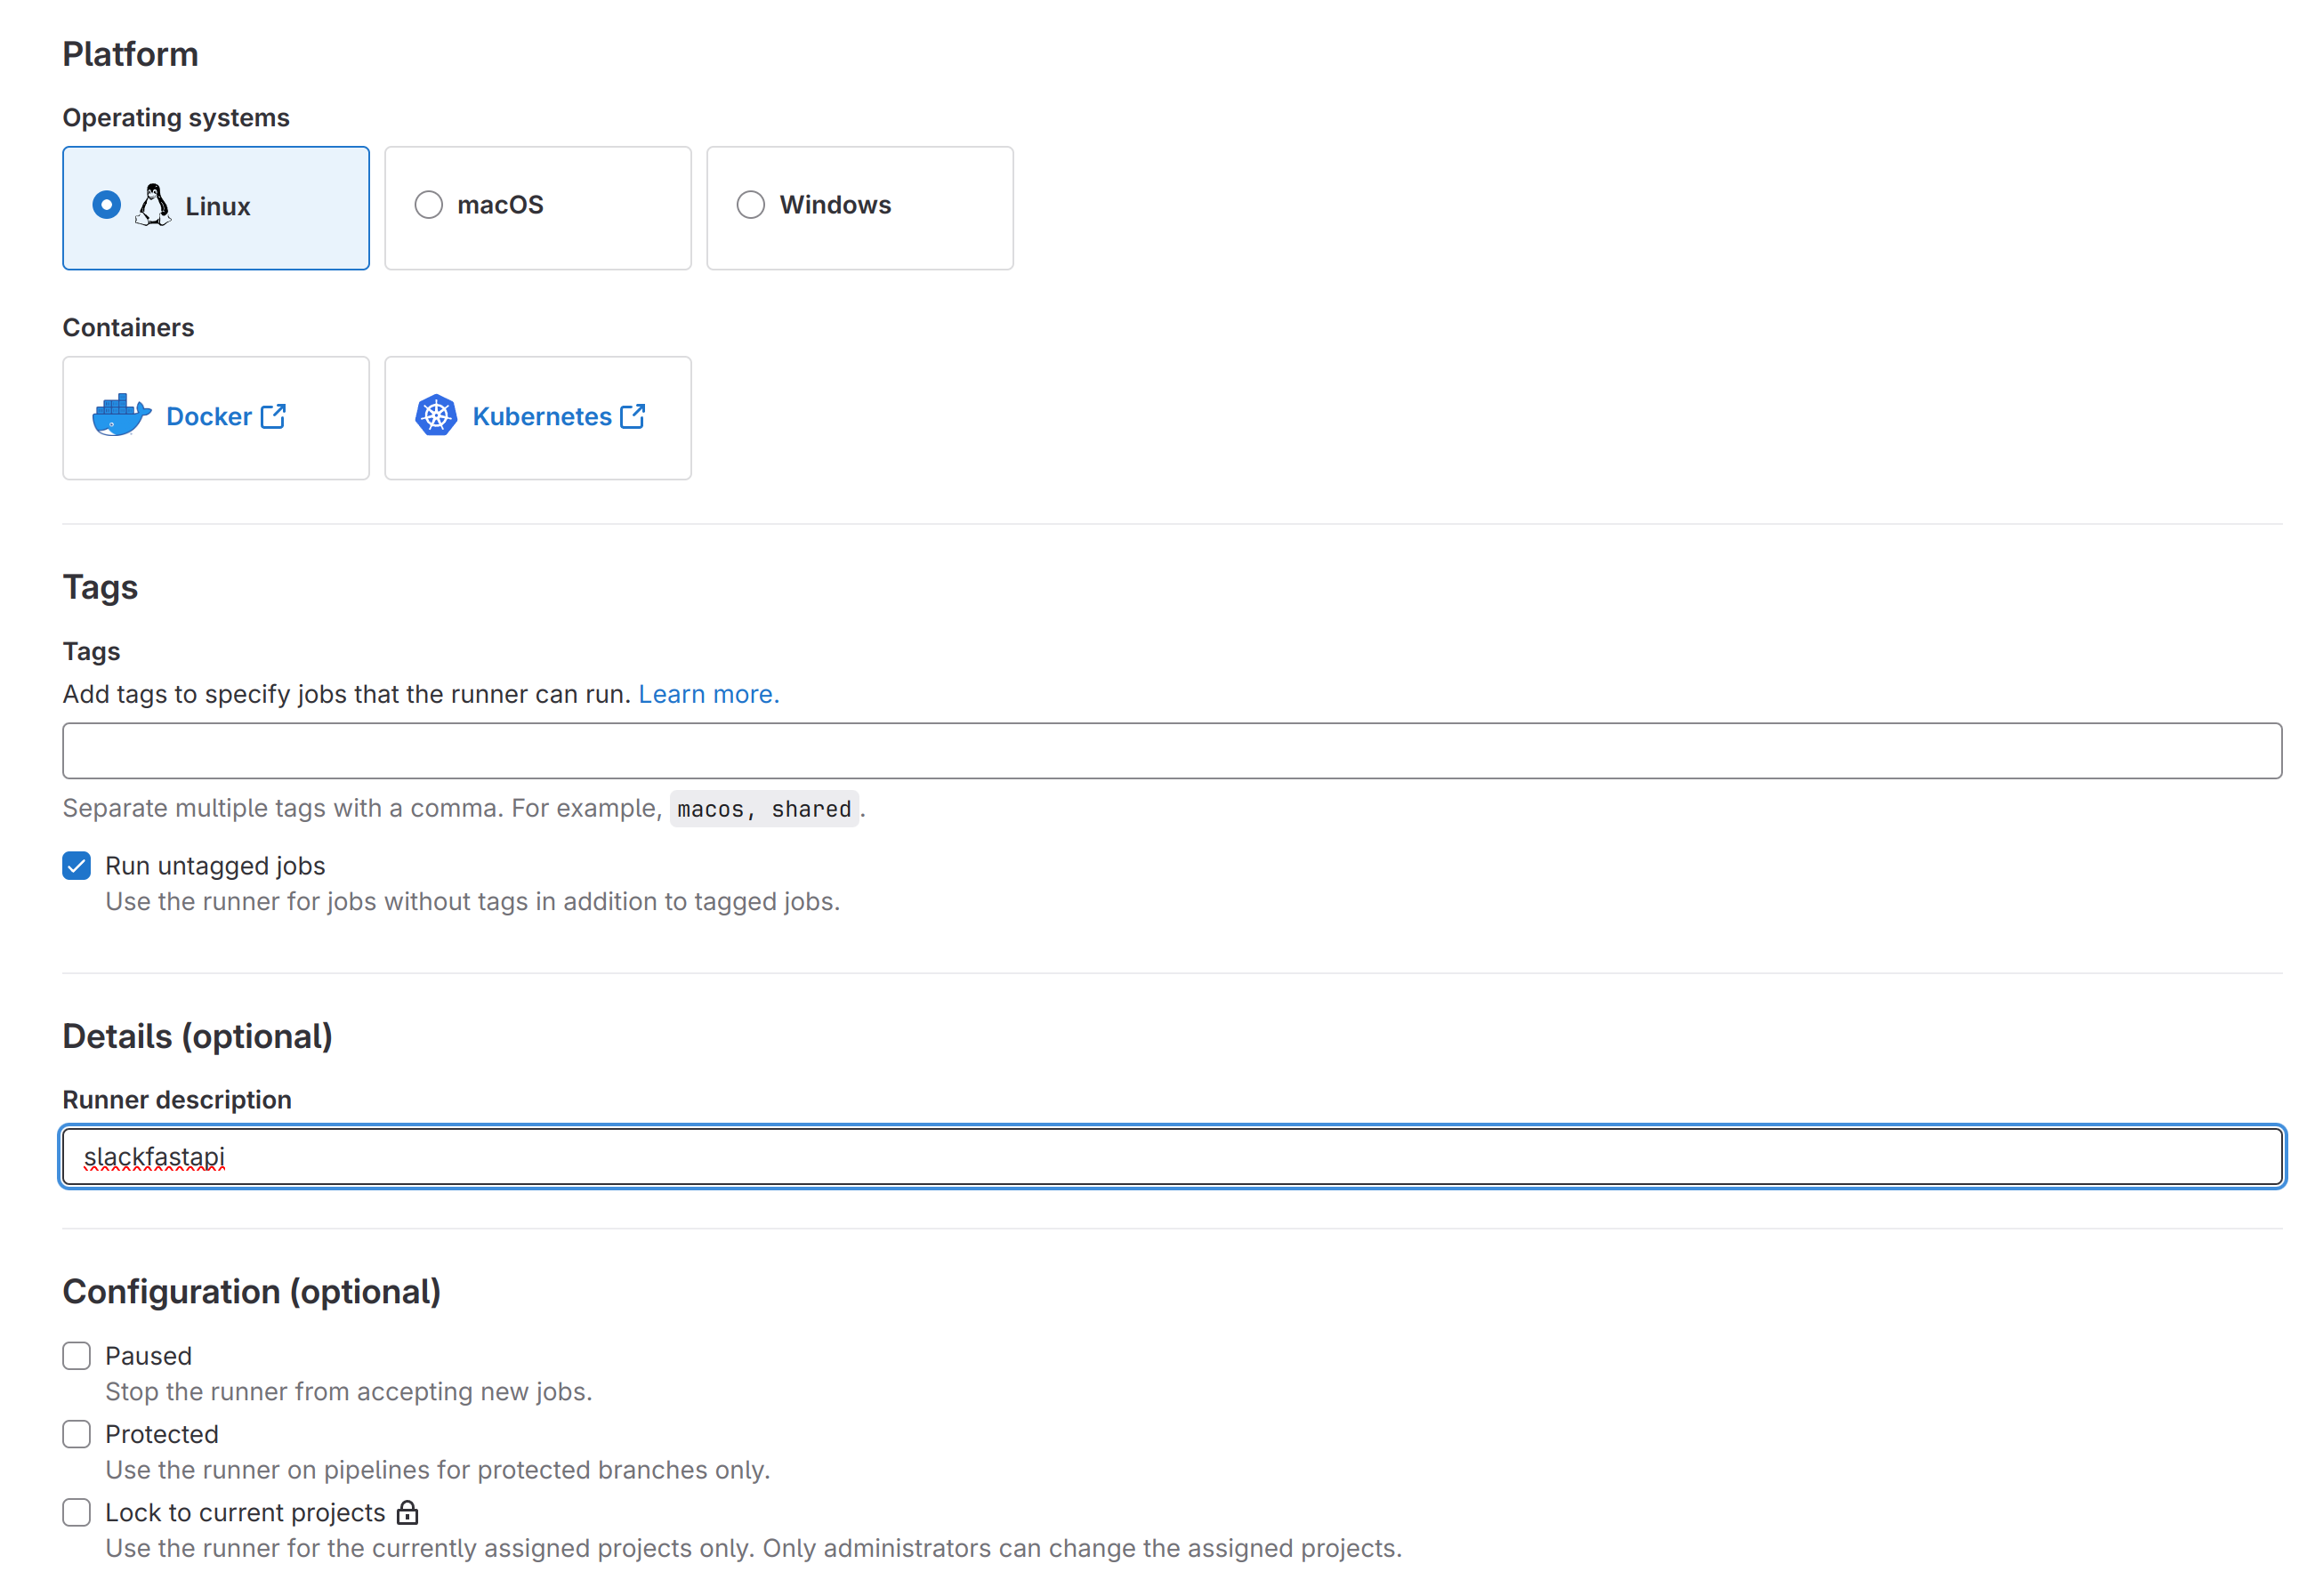 Platform
Operating systems
Linux
macOS
Windows
Containers
Docker
Kubernetes
Tags
Tags
Add tags to specify jobs that the runner can run. Learn more.
Separate multiple tags with a comma. For example, macos, shared.
Run untagged jobs
Use the runner for jobs without tags in addition to tagged jobs.
Details (optional)
Runner description
slackfastapi
Configuration (optional)
Paused
Stop the runner from accepting new jobs.
Protected
Use the runner on pipelines for protected branches only.
Lock to current projects
Use the runner for the currently assigned projects only. Only administrators can change the assigned projects.